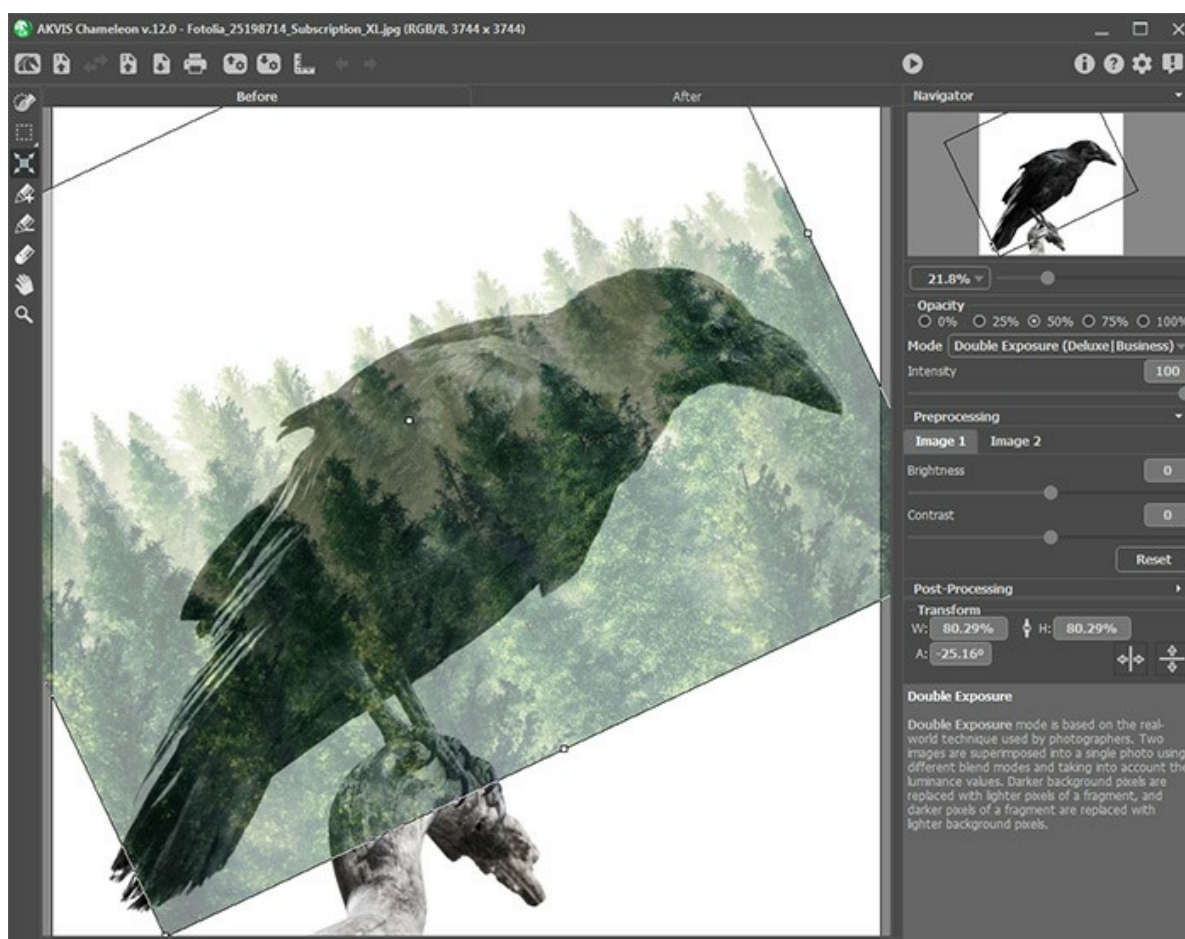 AKVIS Chameleon v.12.0 - Fotolia_25198714_Subscription_XL.jpg (RGB/8, 3744 x 3744)
Before
After
Navigator
21.8%
Opacity
0% 25% 50% 75% 100%
Mode Double Exposure (Deluxe|Business)
Intensity 100
Preprocessing
Image 1 Image 2
Brightness 0
Contrast 0
Reset
Post-Processing
Transform
W: 80.29% H: 80.29%
A: -25.16º
Double Exposure
Double Exposure mode is based on the real-
world technique used by photographers. Two
images are superimposed into a single photo using
different blend modes and taking into account the
luminance values. Darker background pixels are
replaced with lighter pixels of a fragment, and
darker pixels of a fragment are replaced with
lighter background pixels.